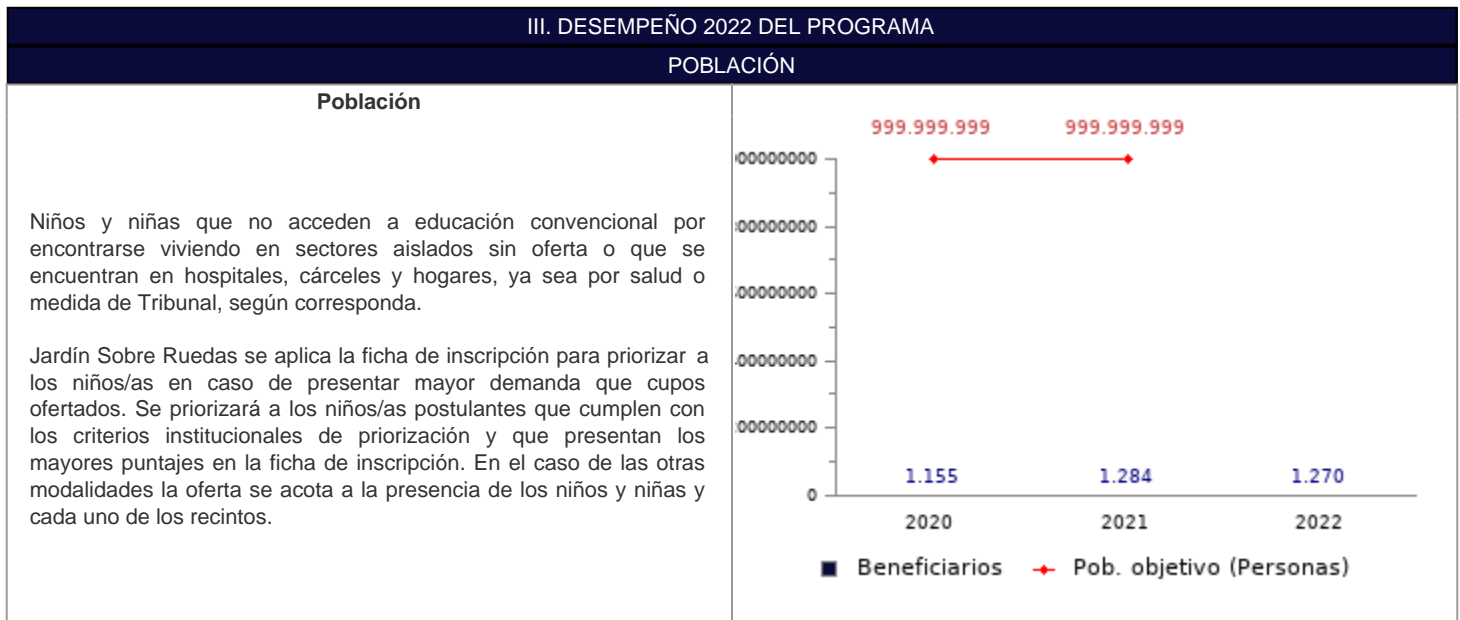 III. DESEMPEÑO 2022 DEL PROGRAMA
POBLACIÓN
Población
Niños y niñas que no acceden a educación convencional por
encontrarse viviendo en sectores aislados sin oferta o que se
encuentran en hospitales, cárceles y hogares, ya sea por salud o
medida de Tribunal, según corresponda.
Jardín Sobre Ruedas se aplica la ficha de inscripción para priorizar a
los niños/as en caso de presentar mayor demanda que cupos
ofertados. Se priorizará a los niños/as postulantes que cumplen con
los criterios institucionales de priorización y que presentan los
mayores puntajes en la ficha de inscripción. En el caso de las otras
modalidades la oferta se acota a la presencia de los niños y niñas y
cada uno de los recintos.
999.999.999 999.999.999
0
1.155 1.284 1.270
2020 2021 2022
Beneficiarios Pob. objetivo (Personas)